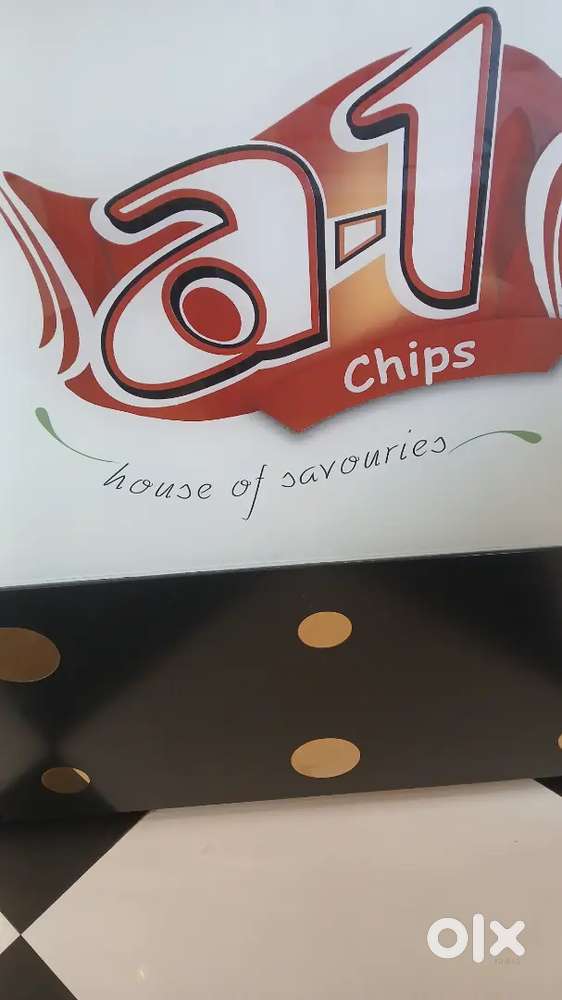 a-1
Chips
house of savouries
olx